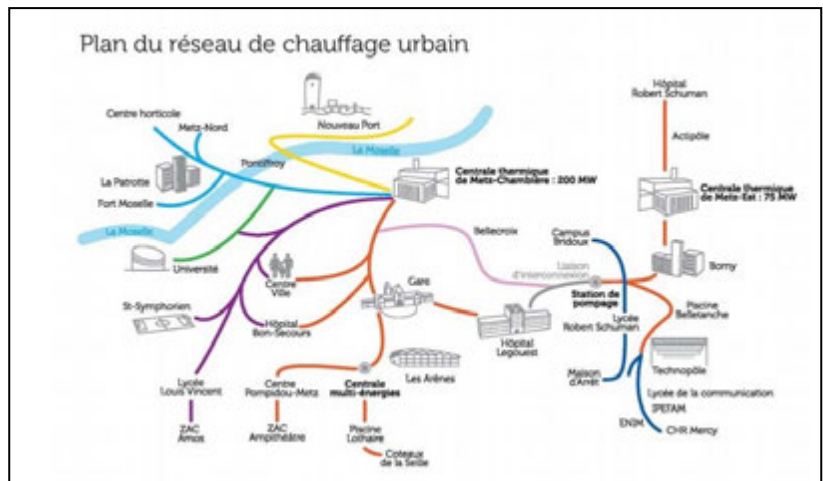 Plan du réseau de chauffage urbain
Centre horticole
Metz-Nord
Nouveau Port
Hôpital
Robert Schuman
La Moselle
Pontiffroy
Actipôle
La Patrotte
Centrale thermique
de Metz-Chambière : 200 MW
Centrale thermique
de Metz-Est : 75 MW
Fort Moselle
La Moselle
Bellecroix
Campus
Bridoux
Université
Centre
Ville
Gare
Liaison
d'interconnexion
Borny
Station de
pompage
St-Symphorien
Hôpital
Bon-Secours
Hôpital
Legouest
Lycée
Robert Schuman
Piscine
Belletanche
Les Arènes
Maison
d'Arrêt
Technopôle
Lycée
Louis Vincent
Centre
Pompidou-Metz
Centrale
multi-énergies
Lycée de la communication
IPEFAM
ENIM
CHR Mercy
ZAC
Amos
ZAC
Ampithéâtre
Piscine
Lothaire
Coteaux
de la Seille